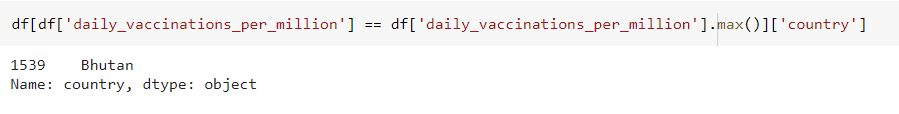 df[df['daily_vaccinations_per_million'] == df['daily_vaccinations_per_million'].max()]['country']
1539    Bhutan
Name: country, dtype: object